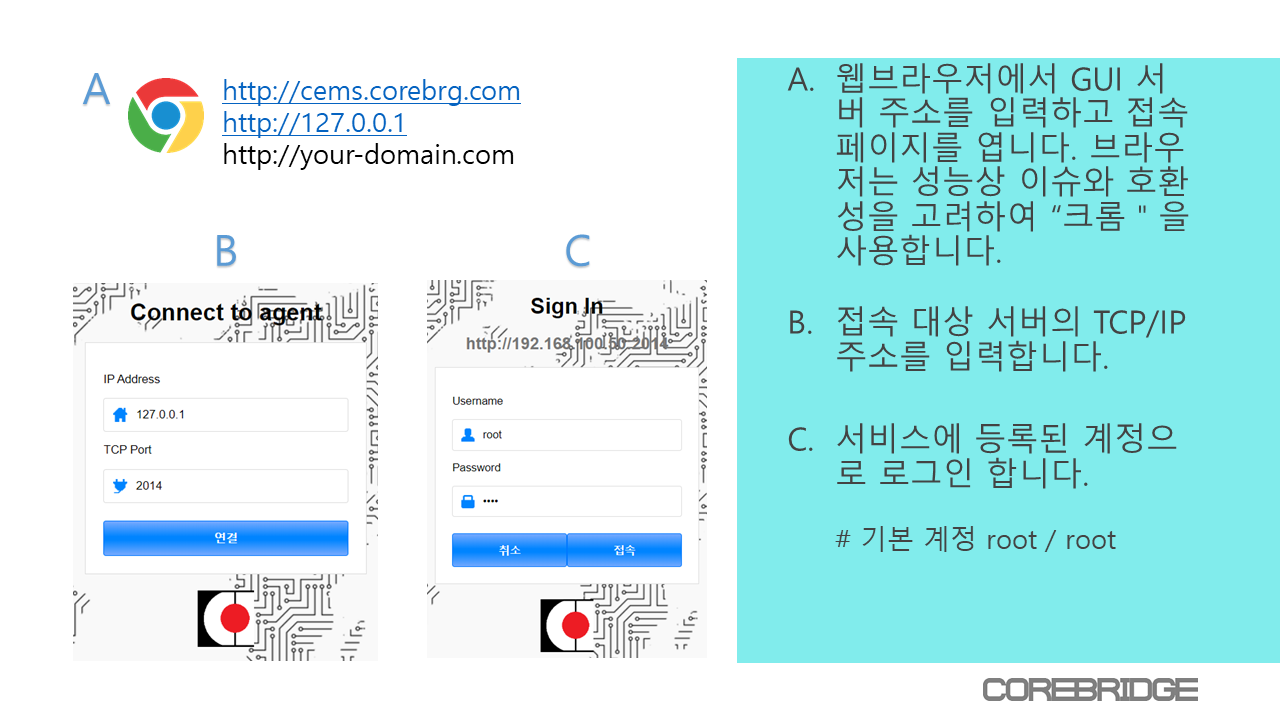 A
http://cems.corebrg.com
http://127.0.0.1
http://your-domain.com
B
Connect to agent
IP Address
127.0.0.1
TCP Port
2014
연결
C
Sign In
http://192.168.100.50:2014
Username
root
Password
••••
취소
접속
A. 웹브라우저에서 GUI 서
버 주소를 입력하고 접속
페이지를 엽니다. 브라우
저는 성능상 이슈와 호환
성을 고려하여 “크롬 " 을
사용합니다.
B. 접속 대상 서버의 TCP/IP
주소를 입력합니다.
C. 서비스에 등록된 계정으
로 로그인 합니다.
# 기본 계정 root / root
COREBRIDGE